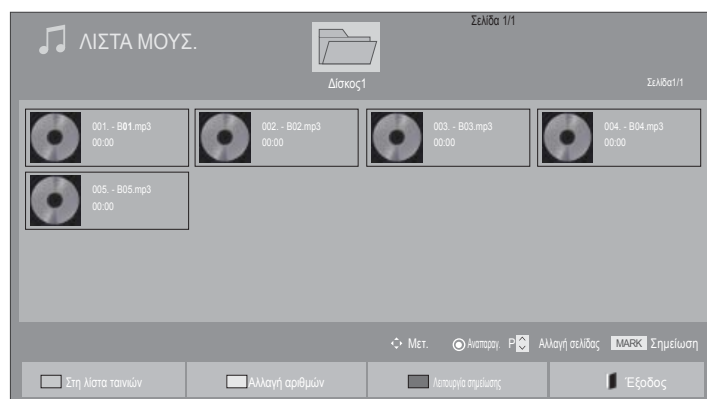 Σελίδα 1/1
ΛΙΣΤΑ ΜΟΥΣ.
Δίσκος1
Σελίδα1/1
001. - B01.mp3
00:00
002. - B02.mp3
00:00
003. - B03.mp3
00:00
004. - B04.mp3
00:00
005. - B05.mp3
00:00
Μετ. Αναπαραγ. P Αλλαγή σελίδας MARK Σημείωση
Στη λίστα ταινιών Αλλαγή αριθμών Λειτουργία σημείωσης Έξοδος